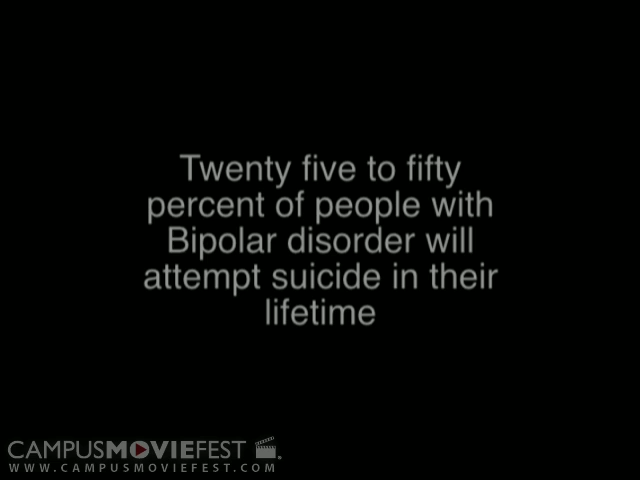 Twenty five to fifty
percent of people with
Bipolar disorder will
attempt suicide in their
lifetime
CAMPUSMOVIEFEST
WWW.CAMPUSMOVIEFEST.COM